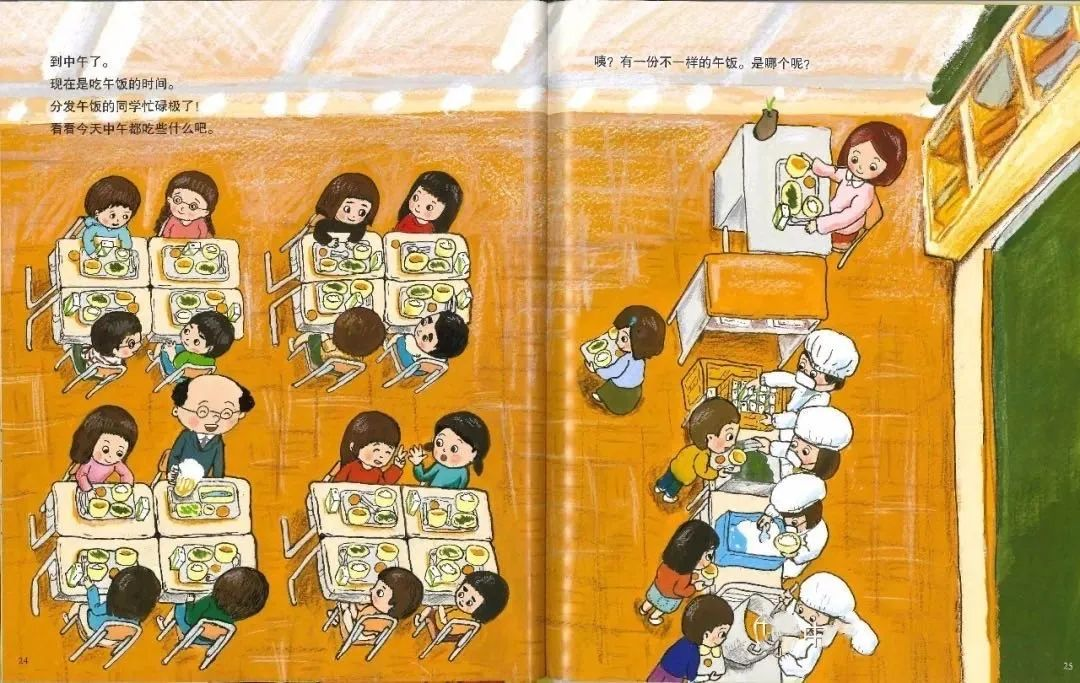 到中午了。
现在是吃午饭的时间。
分发午饭的同学忙碌极了！
看看今天中午都吃些什么吧。
咦？有一份不一样的午饭。是哪个呢？
24
25